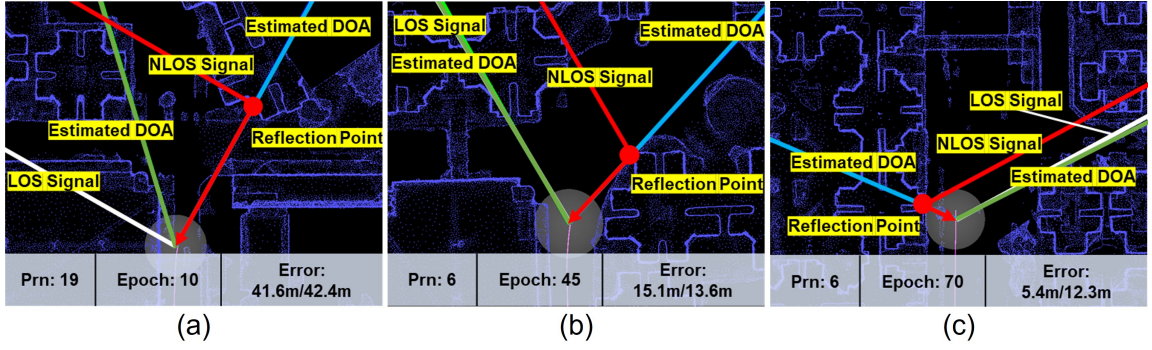 Estimated DOA
NLOS Signal
Estimated DOA
Reflection Point
LOS Signal
Prn: 19
Epoch: 10
Error:
41.6m/42.4m
(a)
LOS Signal
Estimated DOA
Estimated DOA
NLOS Signal
Reflection Point
Prn: 6
Epoch: 45
Error:
15.1m/13.6m
(b)
LOS Signal
NLOS Signal
Estimated DOA
Estimated DOA
Reflection Point
Prn: 6
Epoch: 70
Error:
5.4m/12.3m
(c)